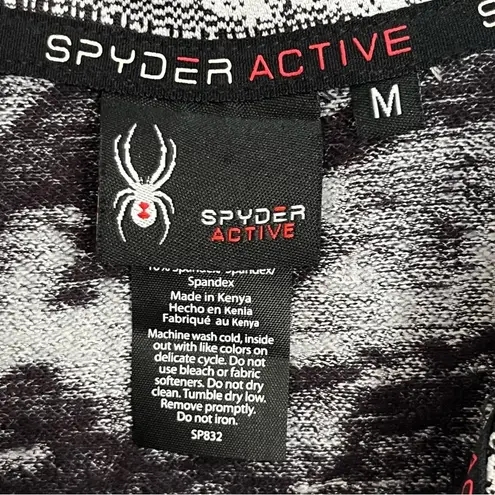 SPYDER ACTIVE
S
M
SPYDER
ACTIVE
Spandex/
Spandex
Made in Kenya
Hecho en Kenia
Fabriqué au Kenya
Machine wash cold, inside
out with like colors on
delicate cycle. Do not
use bleach or fabric
softeners. Do not dry
clean. Tumble dry low.
Remove promptly.
Do not iron.
SP832